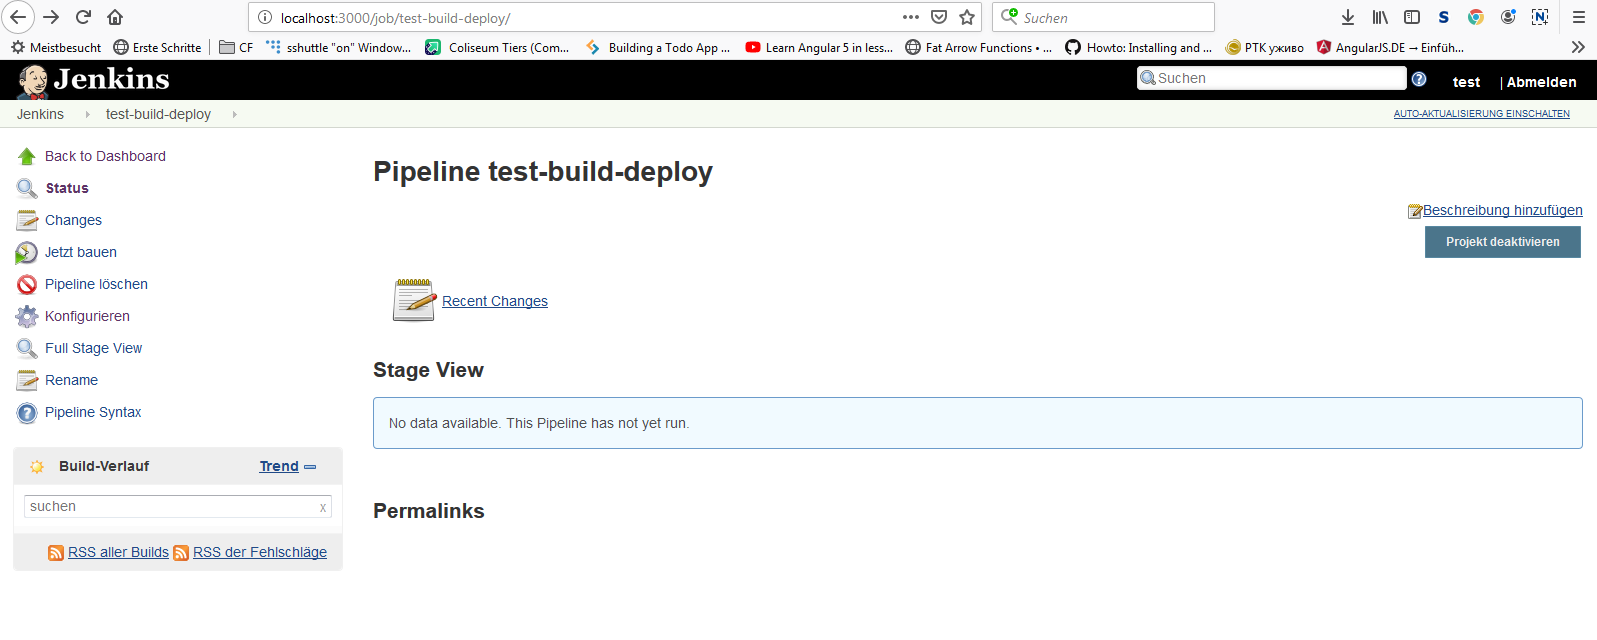 localhost:3000/job/test-build-deploy/
Suchen
S
N
Meistbesucht
Erste Schritte
CF
sshuttle "on" Window...
Coliseum Tiers (Com...
Building a Todo App ...
Learn Angular 5 in less...
Fat Arrow Functions • ...
Howto: Installing and ...
РТК уживо
AngularJS.DE → Einfüh...
Jenkins
Suchen
?
test
| Abmelden
Jenkins
test-build-deploy
AUTO-AKTUALISIERUNG EINSCHALTEN
Back to Dashboard
Status
Changes
Jetzt bauen
Pipeline löschen
Konfigurieren
Full Stage View
Rename
Pipeline Syntax
Build-Verlauf
Trend
suchen
x
RSS aller Builds
RSS der Fehlschläge
Pipeline test-build-deploy
Beschreibung hinzufügen
Projekt deaktivieren
Recent Changes
Stage View
No data available. This Pipeline has not yet run.
Permalinks